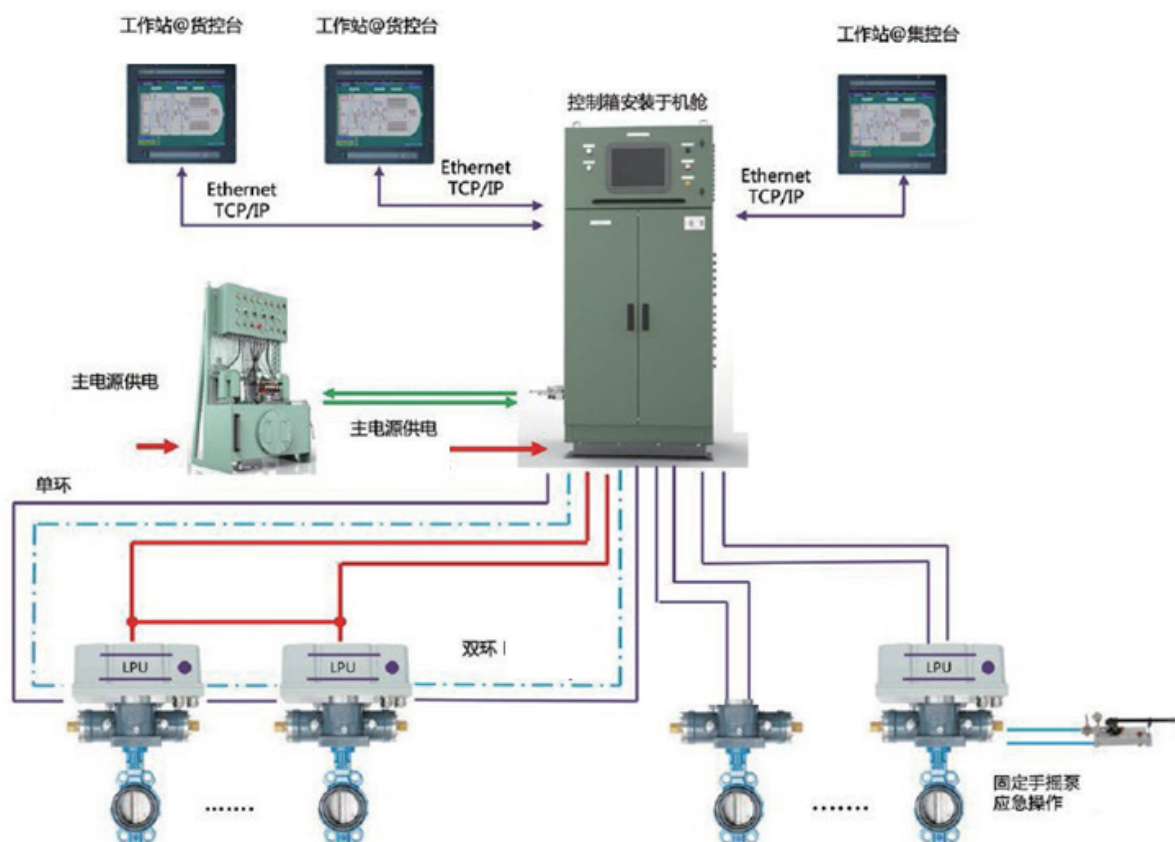 工作站@货控台
工作站@货控台
工作站@集控台
控制箱安装于机舱
Ethernet
TCP/IP
Ethernet
TCP/IP
Ethernet
TCP/IP
主电源供电
主电源供电
单环
双环
LPU
LPU
LPU
固定手摇泵
应急操作